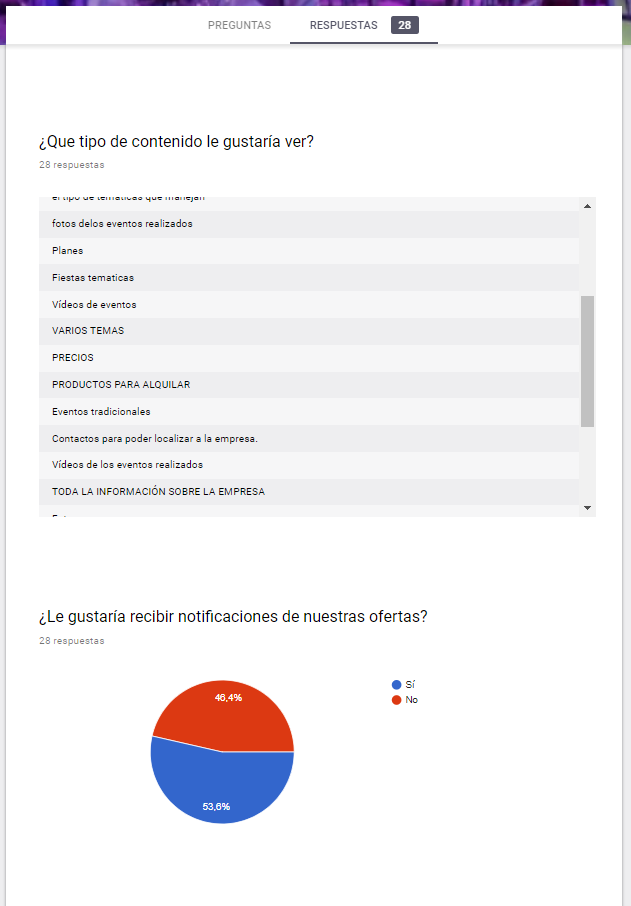 PREGUNTAS
RESPUESTAS 28
¿Que tipo de contenido le gustaría ver?
28 respuestas
el tipo de tematicas que manejan
fotos delos eventos realizados
Planes
Fiestas tematicas
Vídeos de eventos
VARIOS TEMAS
PRECIOS
PRODUCTOS PARA ALQUILAR
Eventos tradicionales
Contactos para poder localizar a la empresa.
Vídeos de los eventos realizados
TODA LA INFORMACIÓN SOBRE LA EMPRESA
¿Le gustaría recibir notificaciones de nuestras ofertas?
28 respuestas
46,4%
53,6%
Sí
No